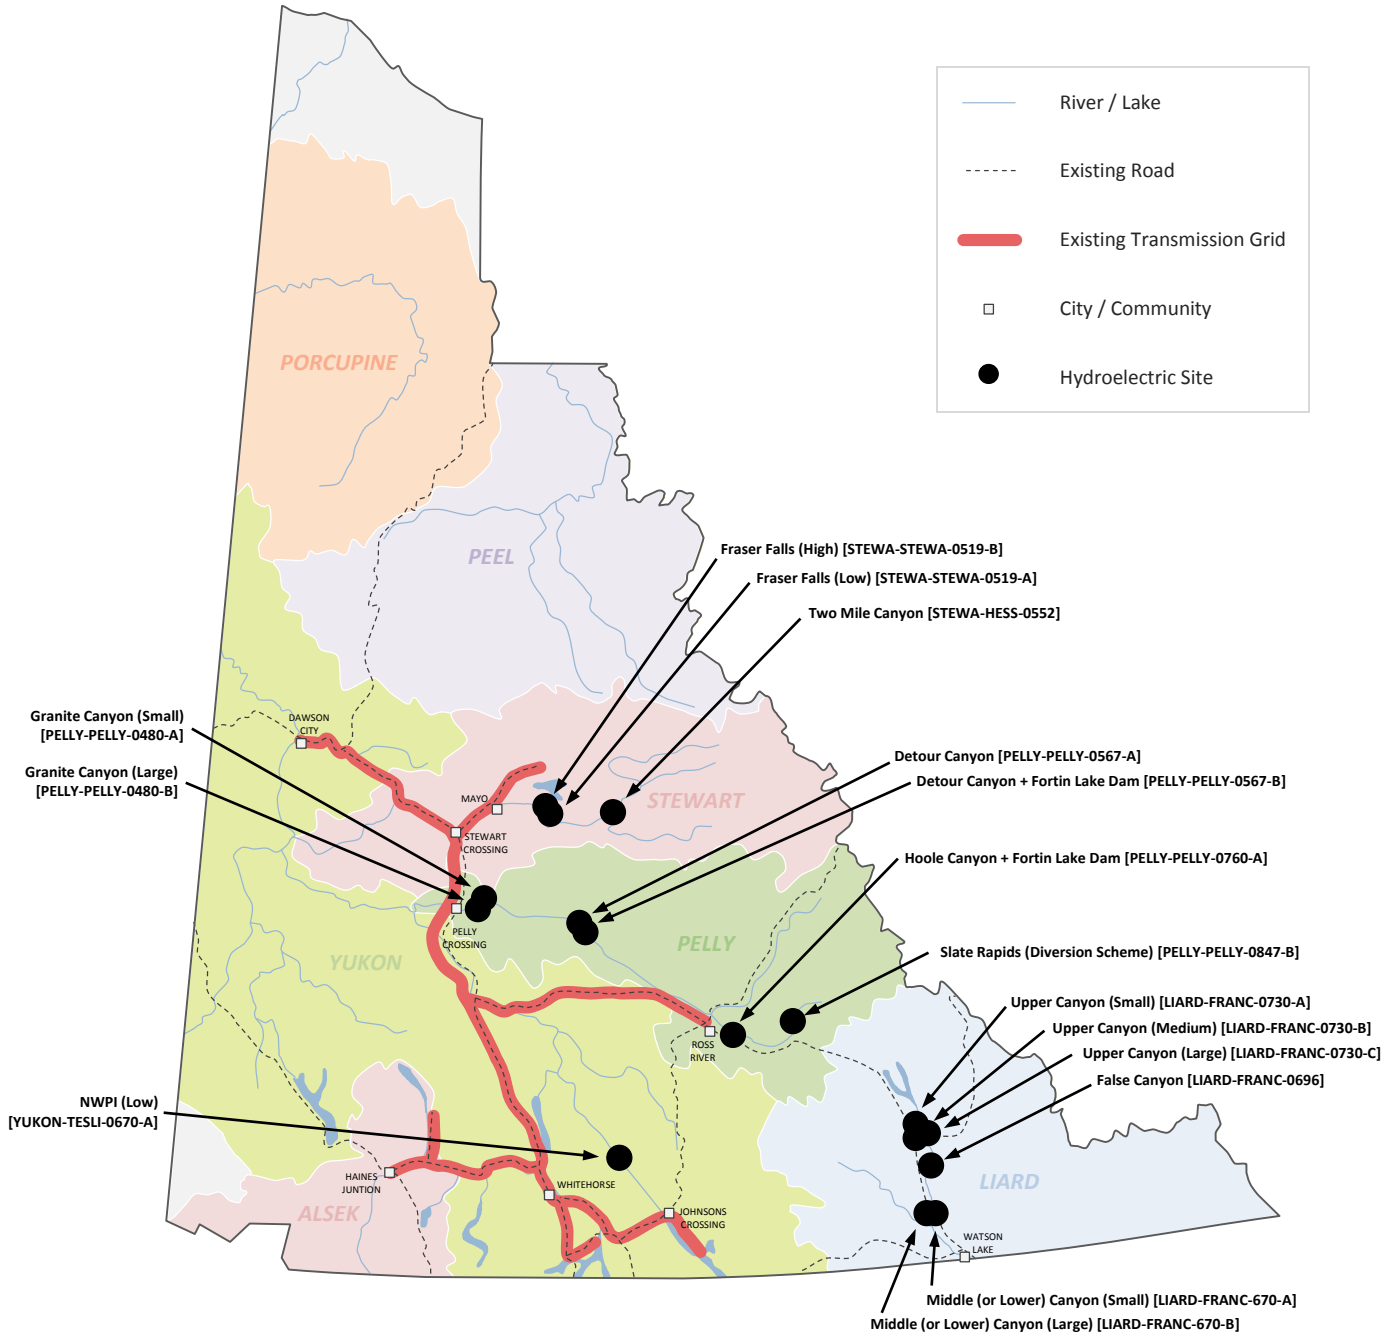 River / Lake
Existing Road
Existing Transmission Grid
City / Community
Hydroelectric Site
PORCUPINE
PEEL
Fraser Falls (High) [STEWA-STEWA-0519-B]
Fraser Falls (Low) [STEWA-STEWA-0519-A]
Two Mile Canyon [STEWA-HESS-0552]
Granite Canyon (Small)
[PELLY-PELLY-0480-A]
DAWSON
CITY
Granite Canyon (Large)
[PELLY-PELLY-0480-B]
Detour Canyon [PELLY-PELLY-0567-A]
Detour Canyon + Fortin Lake Dam [PELLY-PELLY-0567-B]
MAYO
STEWART
STEWART
CROSSING
Hoole Canyon + Fortin Lake Dam [PELLY-PELLY-0760-A]
PELLY
CROSSING
PELLY
YUKON
Slate Rapids (Diversion Scheme) [PELLY-PELLY-0847-B]
Upper Canyon (Small) [LIARD-FRANC-0730-A]
Upper Canyon (Medium) [LIARD-FRANC-0730-B]
Upper Canyon (Large) [LIARD-FRANC-0730-C]
False Canyon [LIARD-FRANC-0696]
ROSS
RIVER
NWPI (Low)
[YUKON-TESLI-0670-A]
HAINES
JUNTION
WHITEHORSE
LIARD
ALSEK
JOHNSONS
CROSSING
WATSON
LAKE
Middle (or Lower) Canyon (Small) [LIARD-FRANC-670-A]
Middle (or Lower) Canyon (Large) [LIARD-FRANC-670-B]